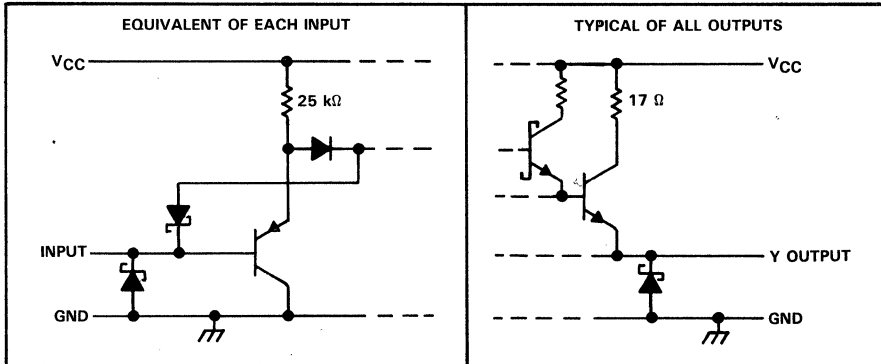 EQUIVALENT OF EACH INPUT
VCC
25 kΩ
INPUT
GND
TYPICAL OF ALL OUTPUTS
VCC
17 Ω
Y OUTPUT
GND